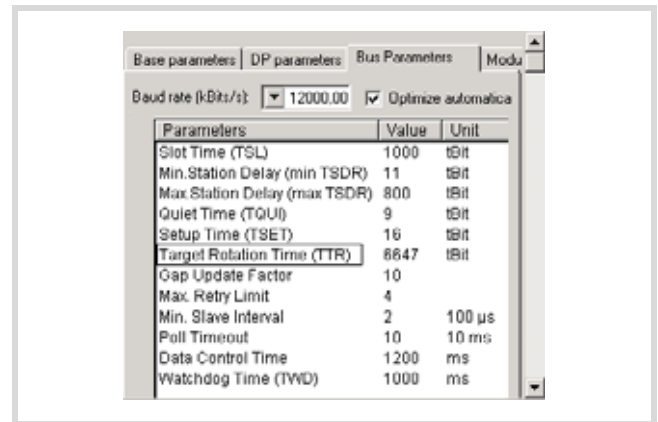 Base parameters DP parameters Bus Parameters Modu
Baud rate (kBits/s): 12000.00 Optimize automatica
Parameters Value Unit
Slot Time (TSL) 1000 tBit
Min.Station Delay (min TSDR) 11 tBit
Max.Station Delay (max TSDR) 800 tBit
Quiet Time (TQUI) 9 tBit
Setup Time (TSET) 16 tBit
Target Rotation Time (TTR) 6647 tBit
Gap Update Factor 10
Max. Retry Limit 4
Min. Slave Interval 2 100 µs
Poll Timeout 10 10 ms
Data Control Time 1200 ms
Watchdog Time (TWD) 1000 ms